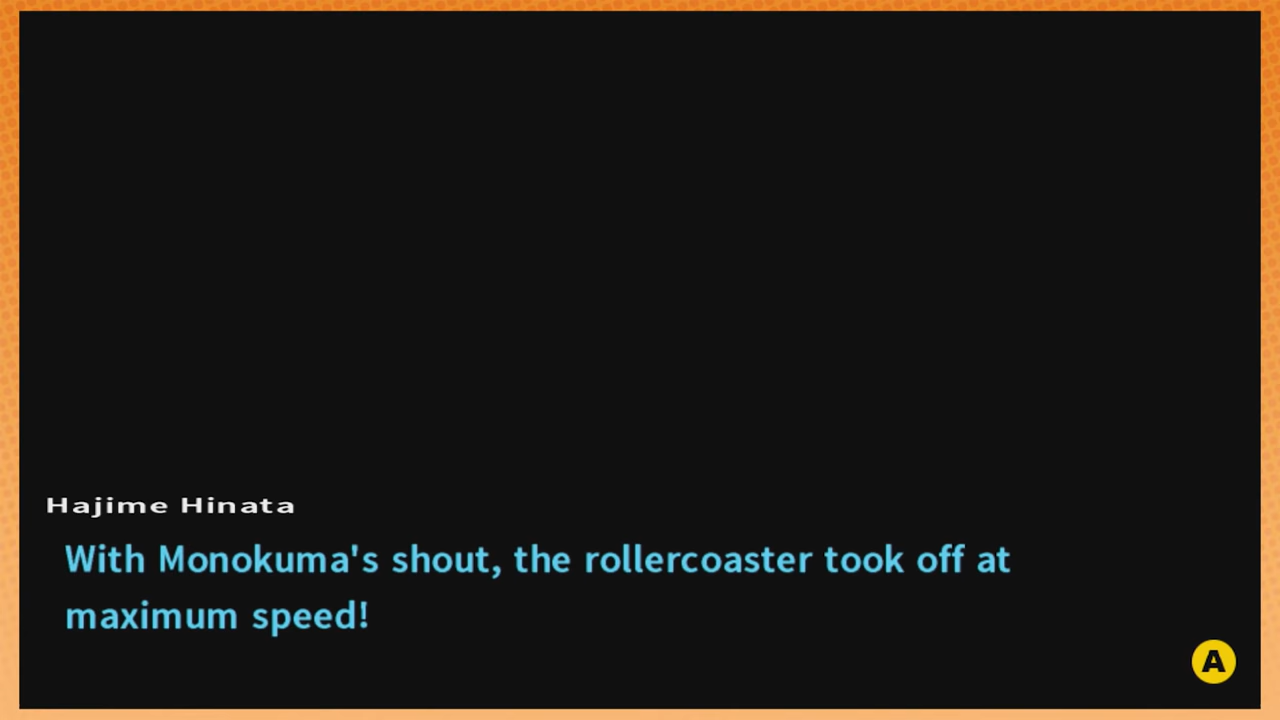 Hajime Hinata
With Monokuma's shout, the rollercoaster took off at
maximum speed!
A